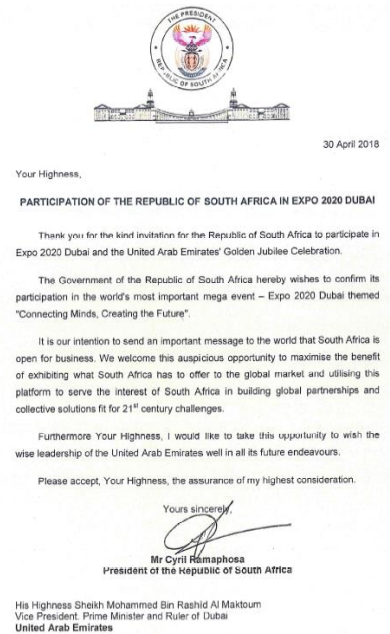 THE PRESIDENT
REPUBLIC OF SOUTH AFRICA
30 April 2018
Your Highness,
PARTICIPATION OF THE REPUBLIC OF SOUTH AFRICA IN EXPO 2020 DUBAI
Thank you for the kind invitation for the Republic of South Africa to participate in
Expo 2020 Dubai and the United Arab Emirates' Golden Jubilee Celebration.
The Government of the Republic of South Africa hereby wishes to confirm its
participation in the world's most important mega event – Expo 2020 Dubai themed
"Connecting Minds, Creating the Future".
It is our intention to send an important message to the world that South Africa is
open for business. We welcome this auspicious opportunity to maximise the benefit
of exhibiting what South Africa has to offer to the global market and utilising this
platform to serve the interest of South Africa in building global partnerships and
collective solutions fit for 21st century challenges.
Furthermore Your Highness, I would like to take this opportunity to wish the
wise leadership of the United Arab Emirates well in all its future endeavours.
Please accept, Your Highness, the assurance of my highest consideration.
Yours sincerely,
Mr Cyril Ramaphosa
President of the Republic of South Africa
His Highness Sheikh Mohammed Bin Rashid Al Maktoum
Vice President, Prime Minister and Ruler of Dubai
United Arab Emirates